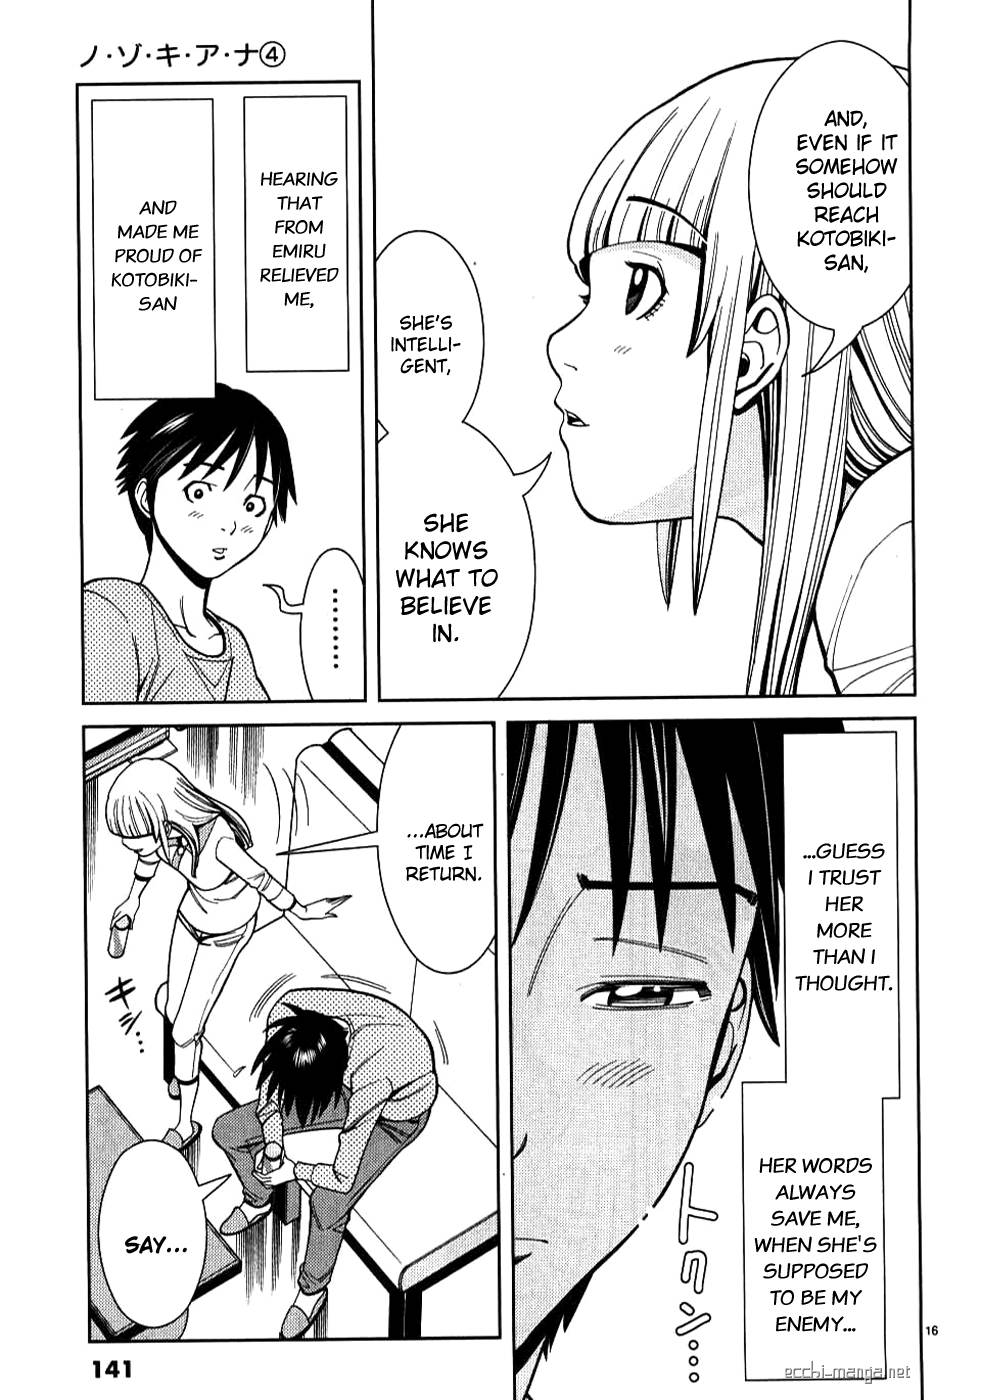 ノ・ゾ・キ・ア・ナ④
AND,
EVEN IF IT
SOMEHOW
SHOULD
REACH
KOTOBIKI-
SAN,
SHE'S
INTELLI-
GENT,
SHE
KNOWS
WHAT TO
BELIEVE
IN.
HEARING
THAT FROM
EMIRU
RELIEVED
ME,
AND
MADE ME
PROUD OF
KOTOBIKI-
SAN
.........
...GUESS
I TRUST
HER
MORE
THAN I
THOUGHT.
HER WORDS
ALWAYS
SAVE ME,
WHEN SHE'S
SUPPOSED
TO BE MY
ENEMY...
...ABOUT
TIME I
RETURN.
キシ…
SAY...
16
141
ecchi-manga.net